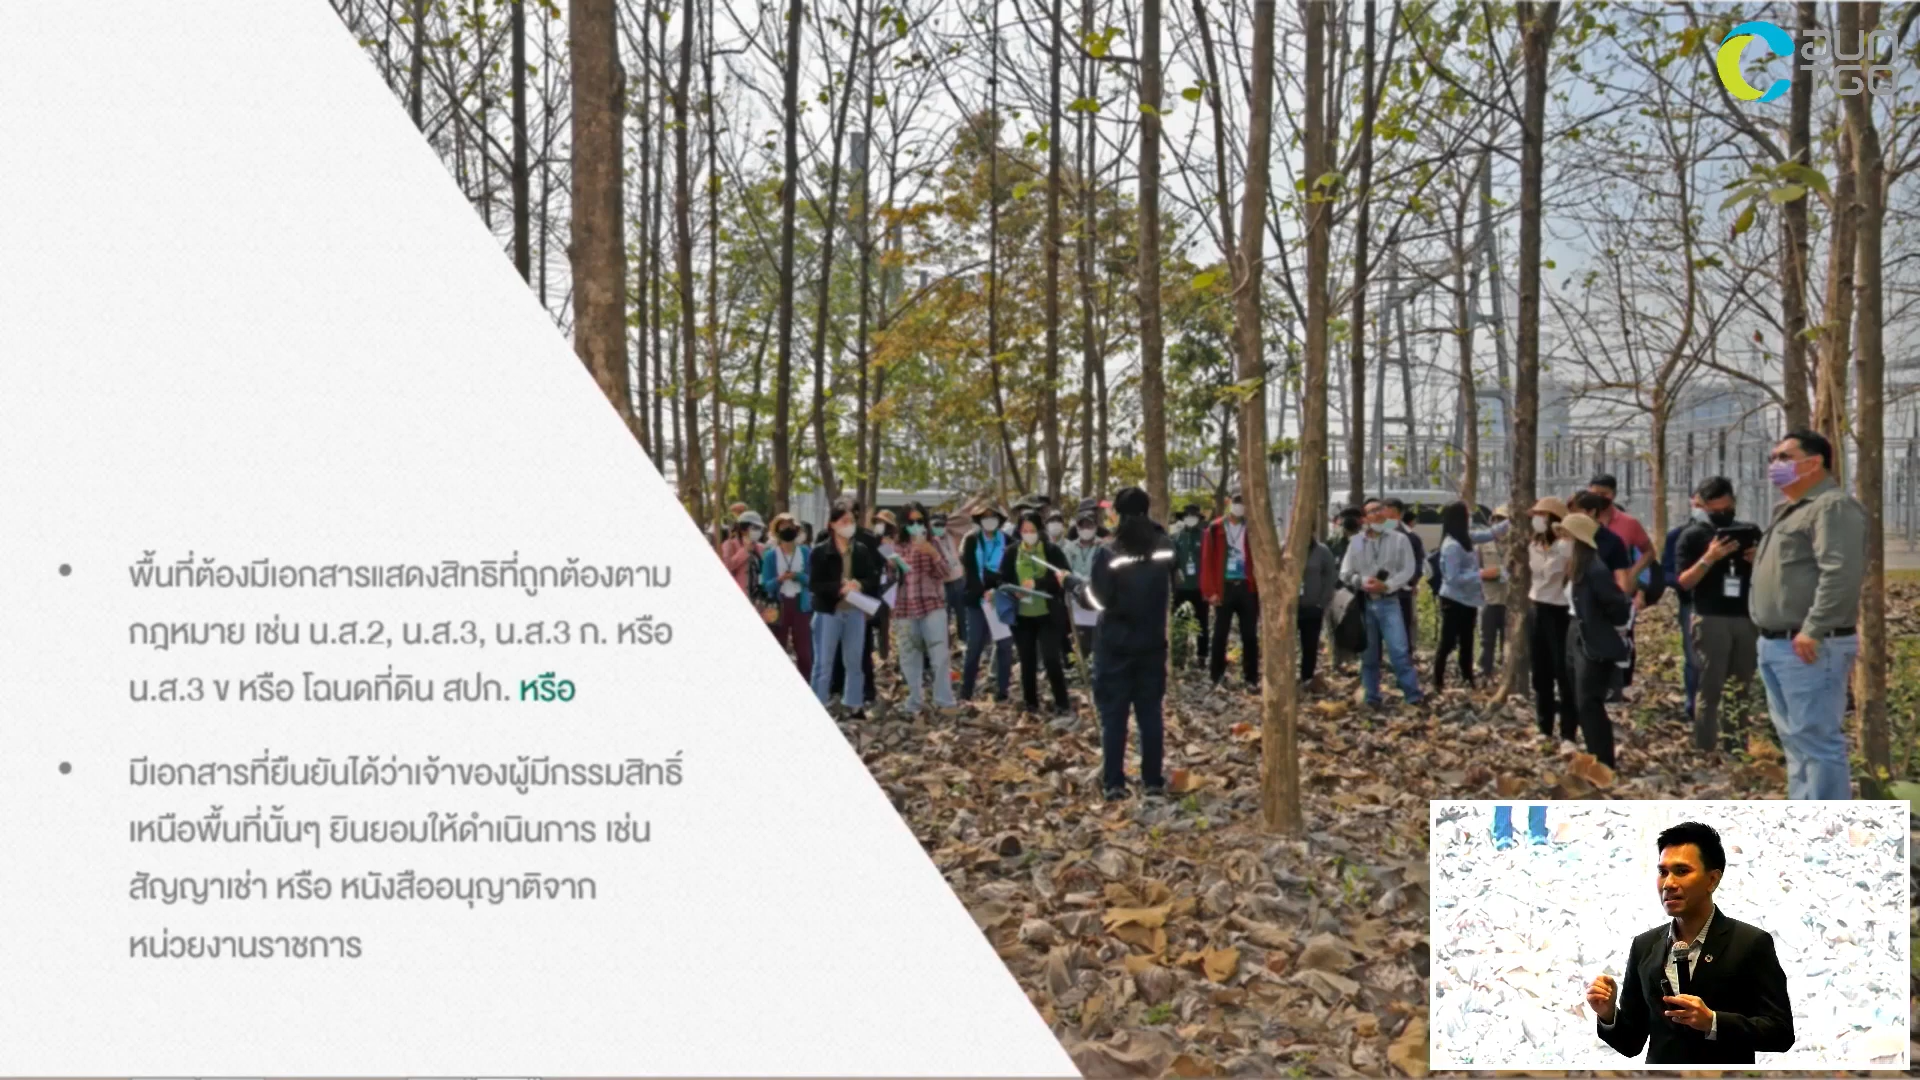 อบก
TGO
• พื้นที่ต้องมีเอกสารแสดงสิทธิที่ถูกต้องตาม
กฎหมาย เช่น น.ส.2, น.ส.3, น.ส.3 ก. หรือ
น.ส.3 ข หรือ โฉนดที่ดิน สปก. หรือ
• มีเอกสารที่ยืนยันได้ว่าเจ้าของผู้มีกรรมสิทธิ์
เหนือพื้นที่นั้นๆ ยินยอมให้ดำเนินการ เช่น
สัญญาเช่า หรือ หนังสืออนุญาติจาก
หน่วยงานราชการ